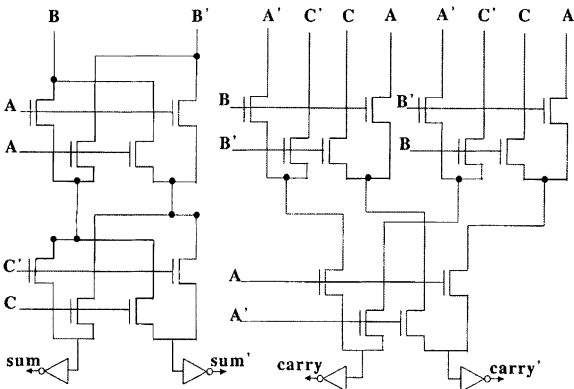 B B' A' C' C A A' C' C A
A B B'
A B' B
C' A
C A'
sum sum' carry carry'